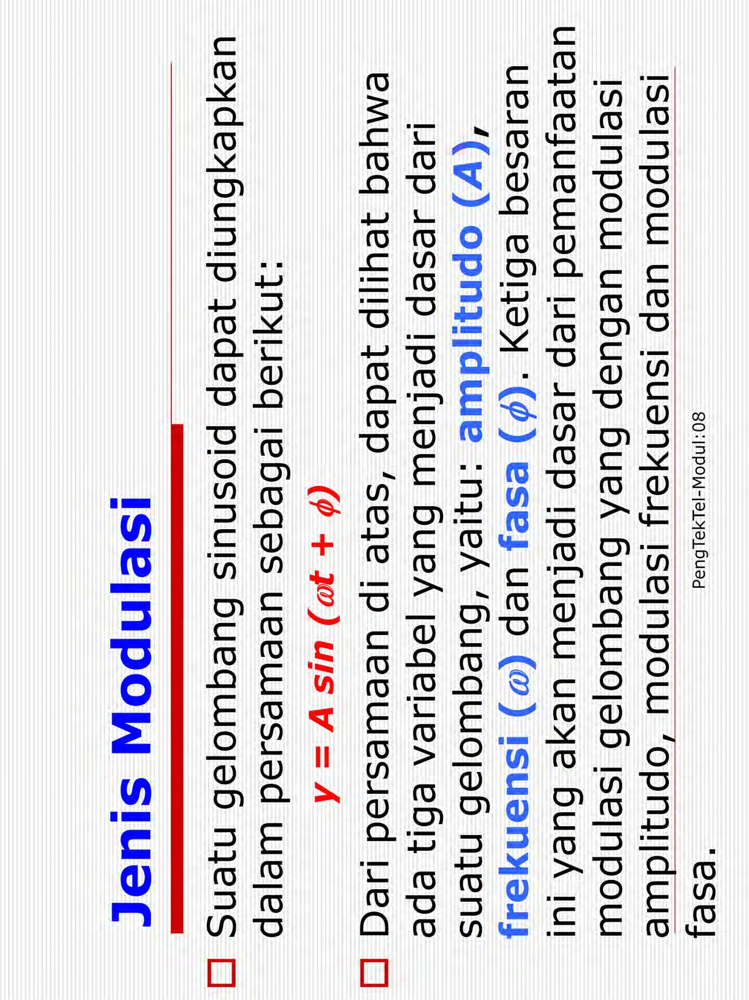 Jenis Modulasi
Suatu gelombang sinusoid dapat diungkapkan
dalam persamaan sebagai berikut:
y = A sin (ωt + ϕ)
Dari persamaan di atas, dapat dilihat bahwa
ada tiga variabel yang menjadi dasar dari
suatu gelombang, yaitu: amplitudo (A),
frekuensi (ω) dan fasa (ϕ). Ketiga besaran
ini yang akan menjadi dasar dari pemanfaatan
modulasi gelombang yang dengan modulasi
amplitudo, modulasi frekuensi dan modulasi
fasa.
PengTekTel-Modul:08